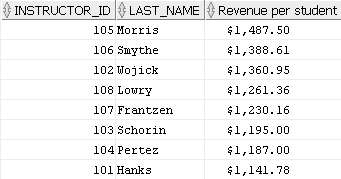 INSTRUCTOR_ID LAST_NAME Revenue per student
105 Morris $1,487.50
106 Smythe $1,388.61
102 Wojick $1,360.95
108 Lowry $1,261.36
107 Frantzen $1,230.16
103 Schorin $1,195.00
104 Pertez $1,187.00
101 Hanks $1,141.78